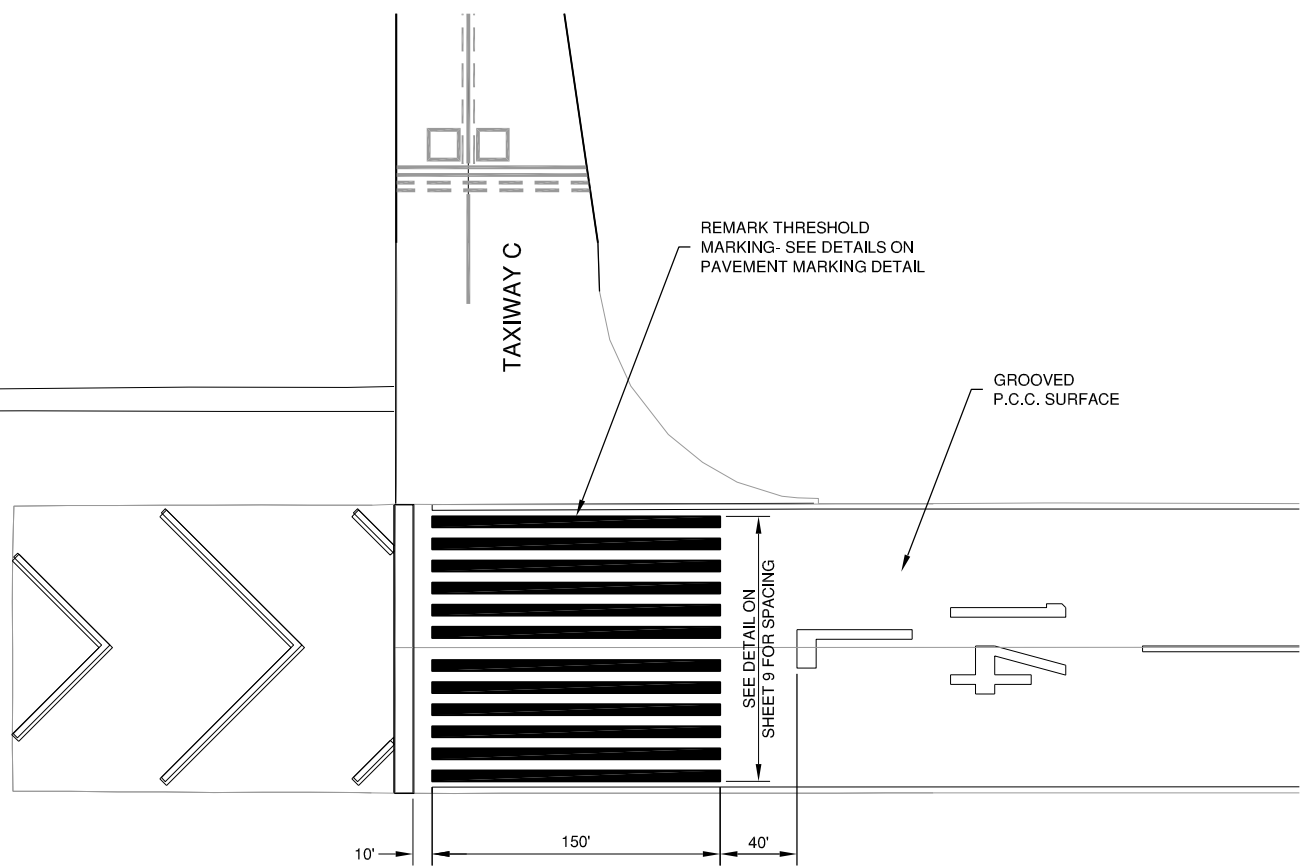 REMARK THRESHOLD
MARKING- SEE DETAILS ON
PAVEMENT MARKING DETAIL
TAXIWAY C
GROOVED
P.C.C. SURFACE
SEE DETAIL ON
SHEET 9 FOR SPACING
L
14
10'
150'
40'